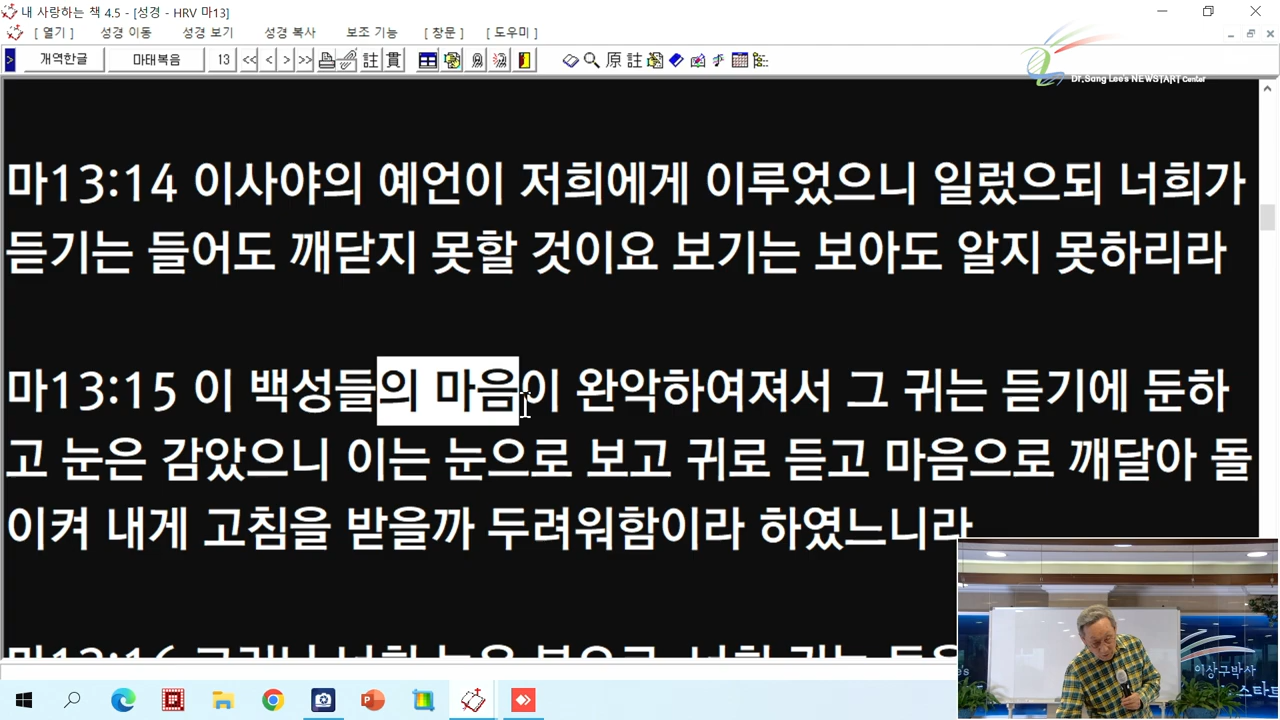 내 사랑하는 책 4.5 - [성경 - HRV 마13]
[ 열기 ] 성경 이동 성경 보기 성경 복사 보조 기능 [ 창문 ] [ 도우미 ]
개역한글 마태복음 13 << < > >> 註 貫 原 註
Dr.Sang Lee's NEWSTART Center
마13:14 이사야의 예언이 저희에게 이루었으니 일렀으되 너희가
듣기는 들어도 깨닫지 못할 것이요 보기는 보아도 알지 못하리라
마13:15 이 백성들의 마음이 완악하여져서 그 귀는 듣기에 둔하
고 눈은 감았으니 이는 눈으로 보고 귀로 듣고 마음으로 깨달아 돌
이켜 내게 고침을 받을까 두려워함이라 하였느니라
이상구박사